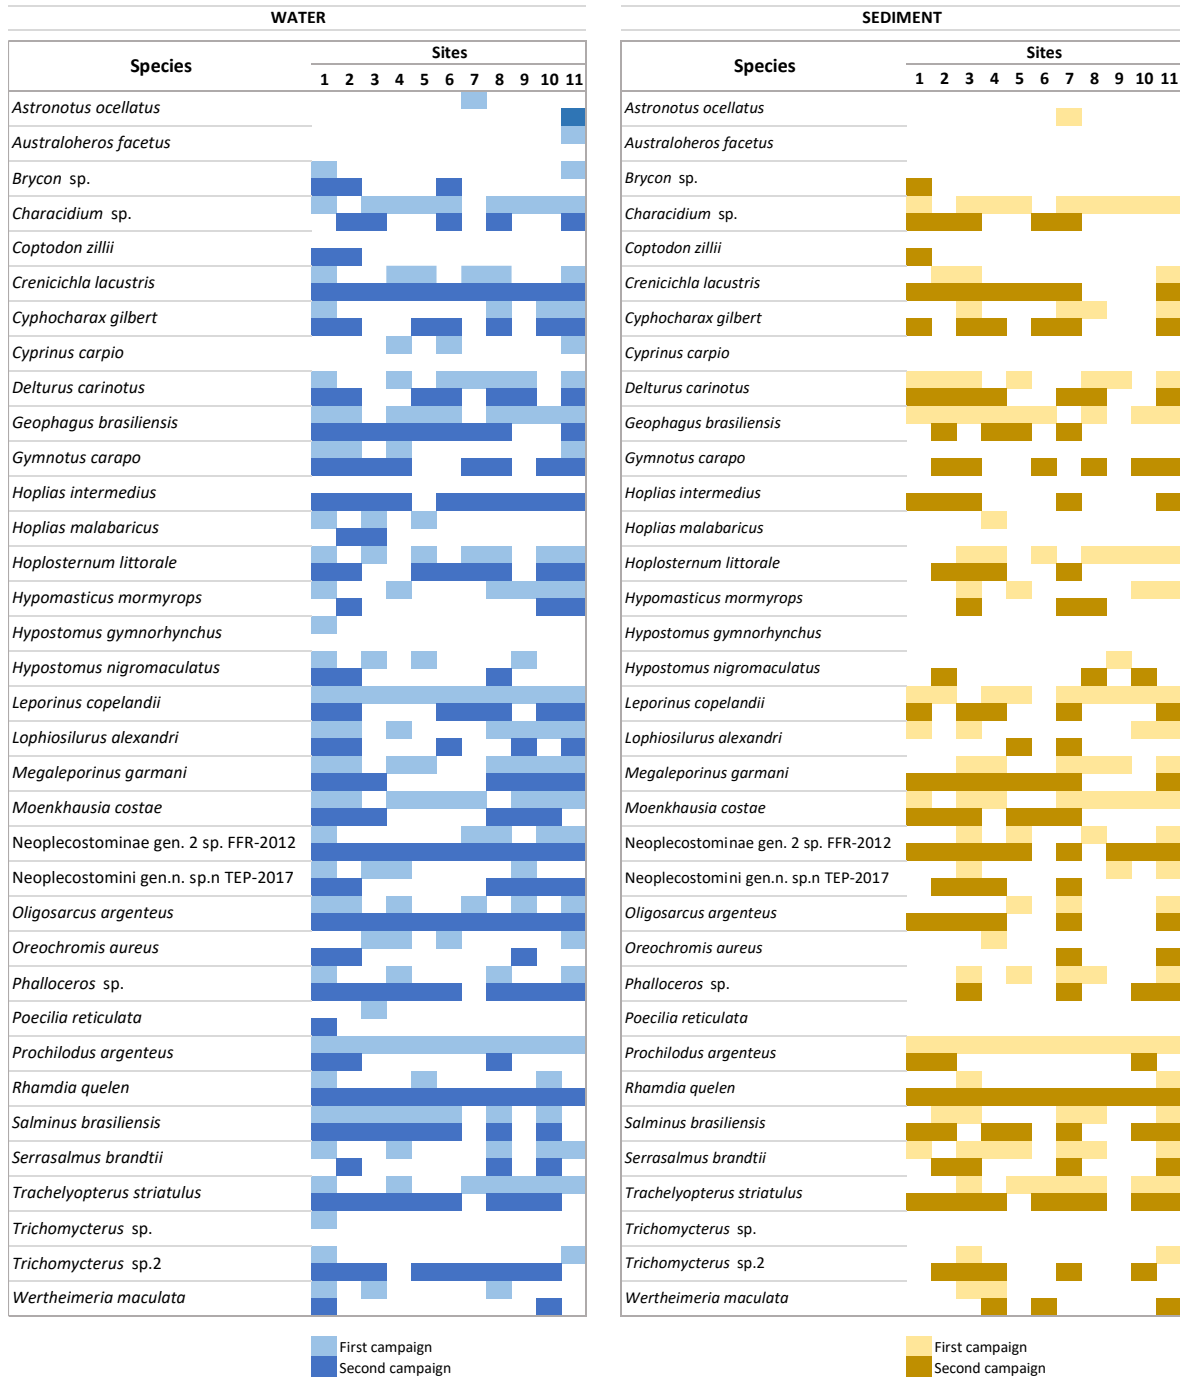 WATER
Species
Sites
1 2 3 4 5 6 7 8 9 10 11
Astronotus ocellatus
Australoheros facetus
Brycon sp.
Characidium sp.
Coptodon zillii
Crenicichla lacustris
Cyphocharax gilbert
Cyprinus carpio
Delturus carinotus
Geophagus brasiliensis
Gymnotus carapo
Hoplias intermedius
Hoplias malabaricus
Hoplosternum littorale
Hypomasticus mormyrops
Hypostomus gymnorhynchus
Hypostomus nigromaculatus
Leporinus copelandii
Lophiosilurus alexandri
Megaleporinus garmani
Moenkhausia costae
Neoplecostominae gen. 2 sp. FFR-2012
Neoplecostomini gen.n. sp.n TEP-2017
Oligosarcus argenteus
Oreochromis aureus
Phalloceros sp.
Poecilia reticulata
Prochilodus argenteus
Rhamdia quelen
Salminus brasiliensis
Serrasalmus brandtii
Trachelyopterus striatulus
Trichomycterus sp.
Trichomycterus sp.2
Wertheimeria maculata
First campaign
Second campaign
SEDIMENT
Species
Sites
1 2 3 4 5 6 7 8 9 10 11
Astronotus ocellatus
Australoheros facetus
Brycon sp.
Characidium sp.
Coptodon zillii
Crenicichla lacustris
Cyphocharax gilbert
Cyprinus carpio
Delturus carinotus
Geophagus brasiliensis
Gymnotus carapo
Hoplias intermedius
Hoplias malabaricus
Hoplosternum littorale
Hypomasticus mormyrops
Hypostomus gymnorhynchus
Hypostomus nigromaculatus
Leporinus copelandii
Lophiosilurus alexandri
Megaleporinus garmani
Moenkhausia costae
Neoplecostominae gen. 2 sp. FFR-2012
Neoplecostomini gen.n. sp.n TEP-2017
Oligosarcus argenteus
Oreochromis aureus
Phalloceros sp.
Poecilia reticulata
Prochilodus argenteus
Rhamdia quelen
Salminus brasiliensis
Serrasalmus brandtii
Trachelyopterus striatulus
Trichomycterus sp.
Trichomycterus sp.2
Wertheimeria maculata
First campaign
Second campaign